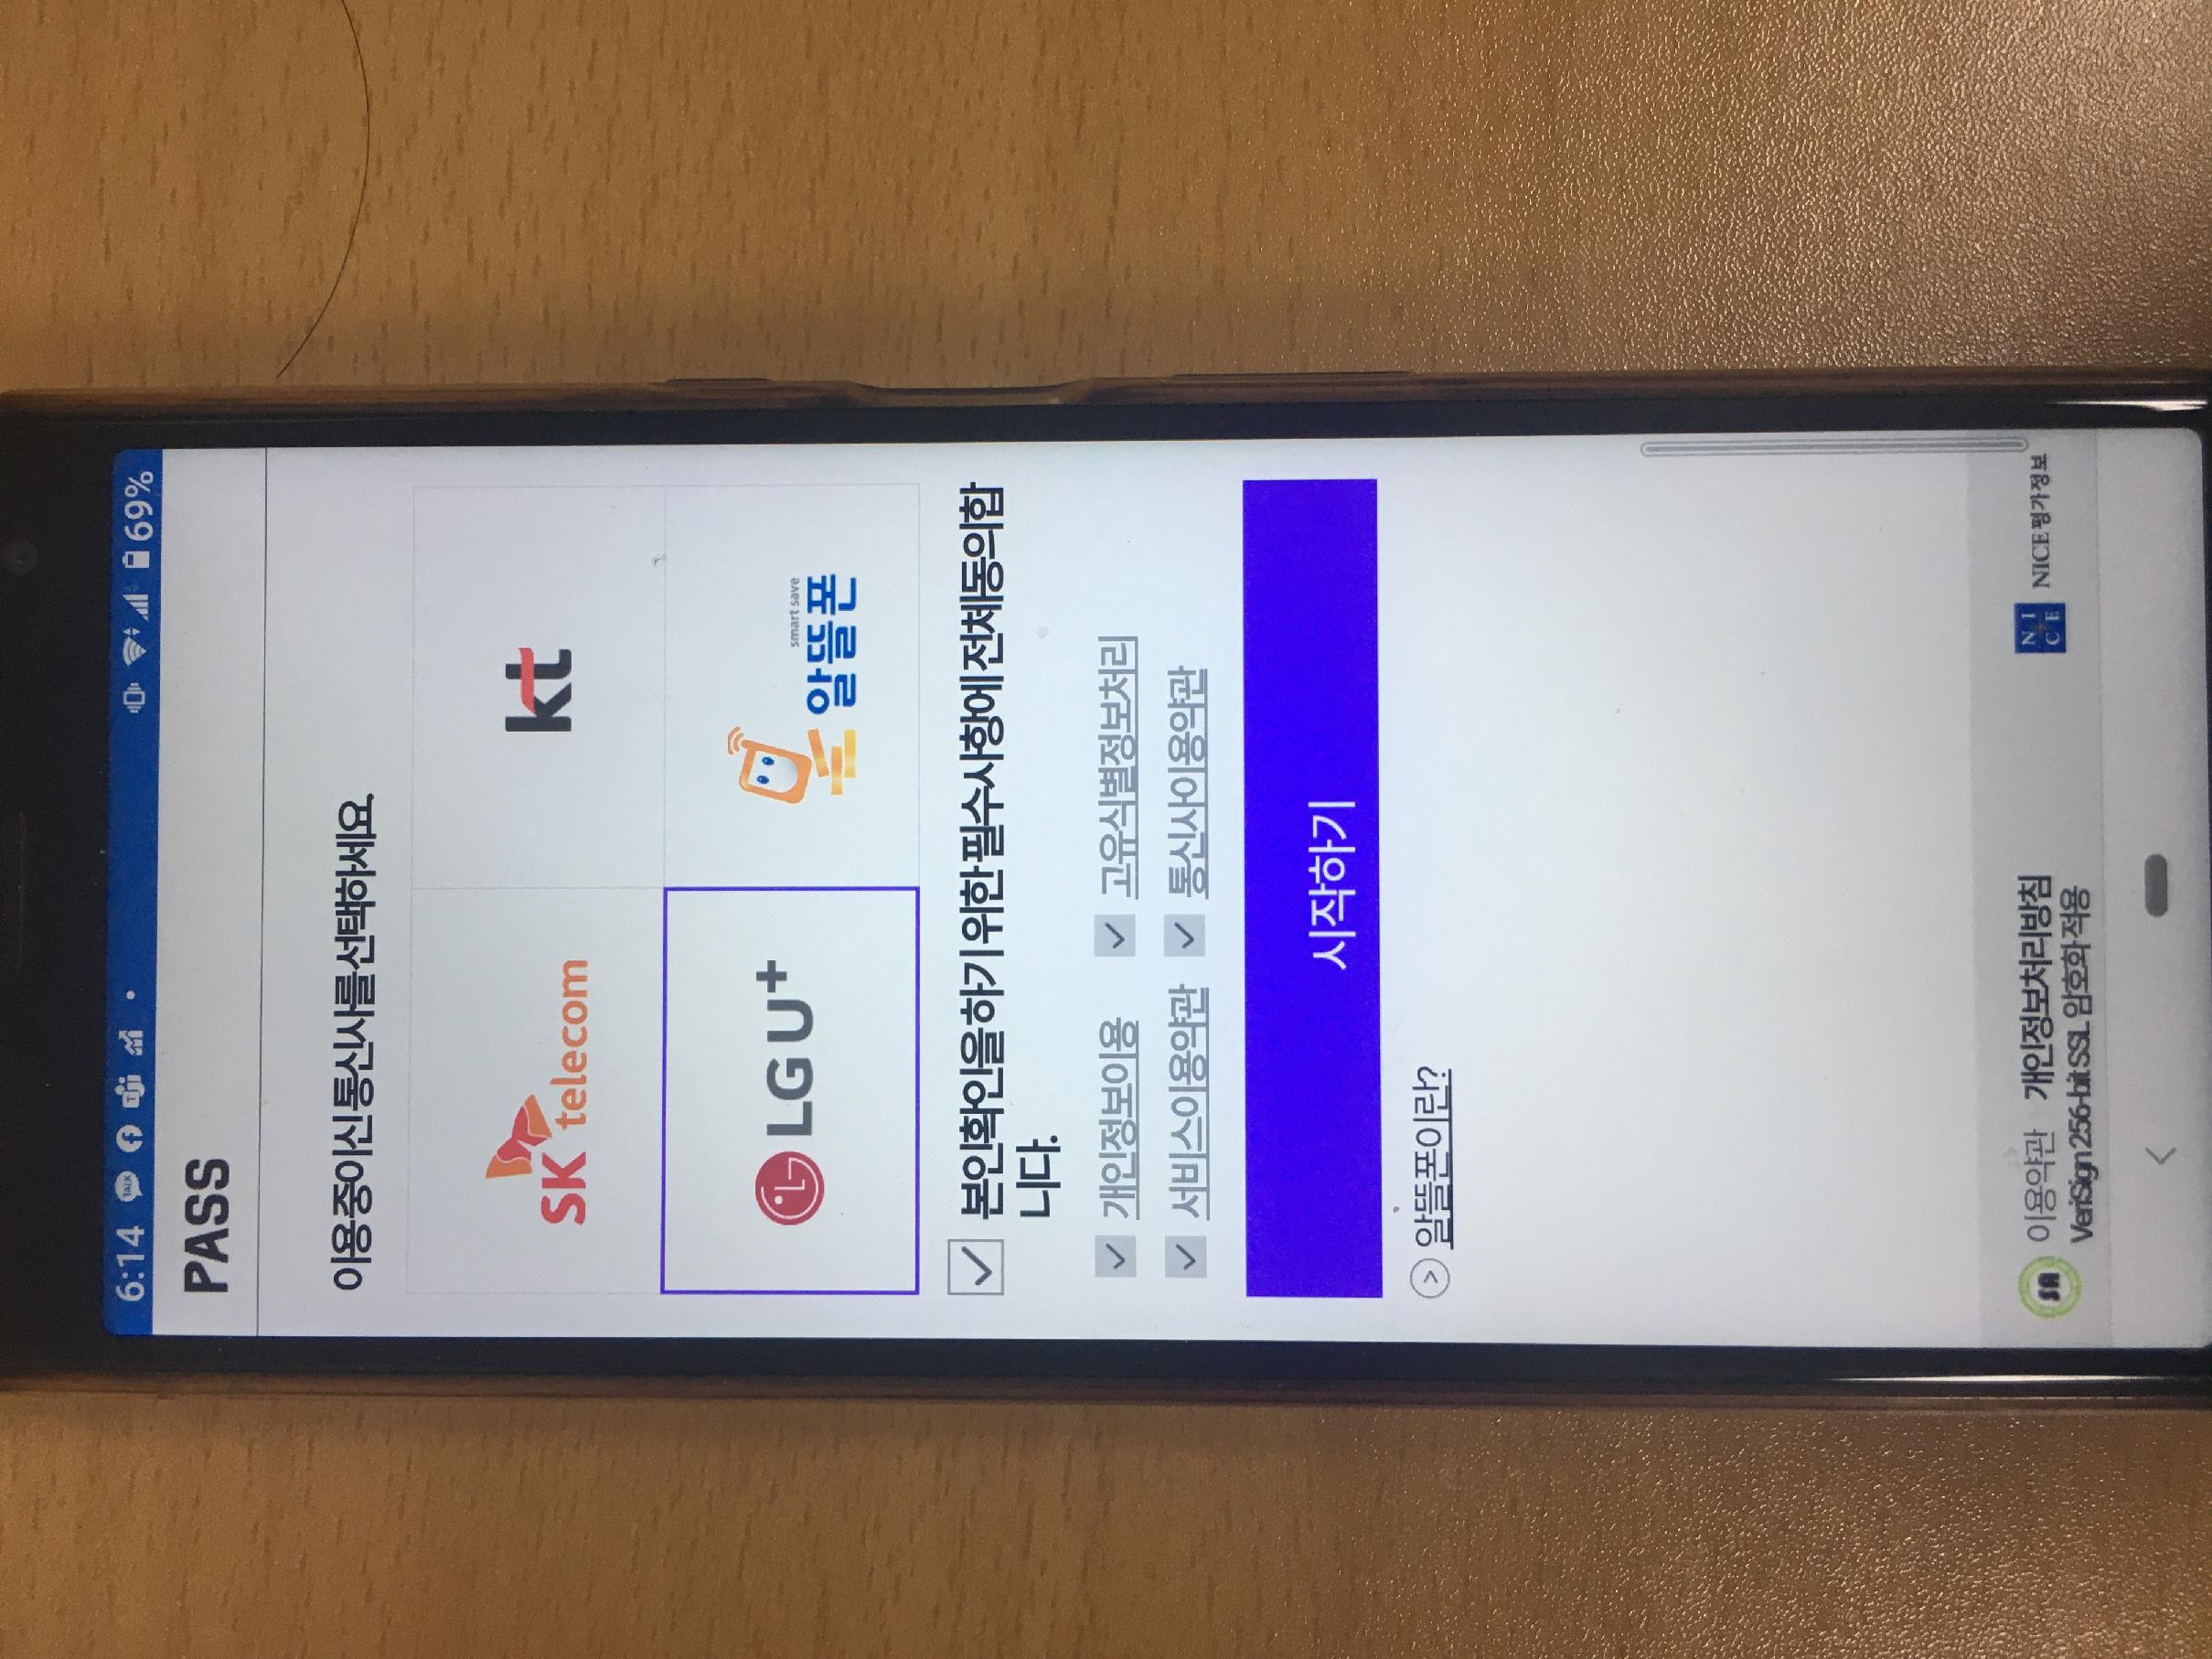 6:14
69%
PASS
이용중이신 통신사를 선택하세요.
SK telecom
kt
LG U+
smart save
알뜰폰
본인확인을 하기 위한 필수사항에 전체동의합
니다.
개인정보이용
고유식별정보처리
서비스이용약관
통신사이용약관
시작하기
알뜰폰이란?
이용약관 개인정보처리방침
VeriSign 256-bit SSL 암호화 적용
NICE
NICE평가정보